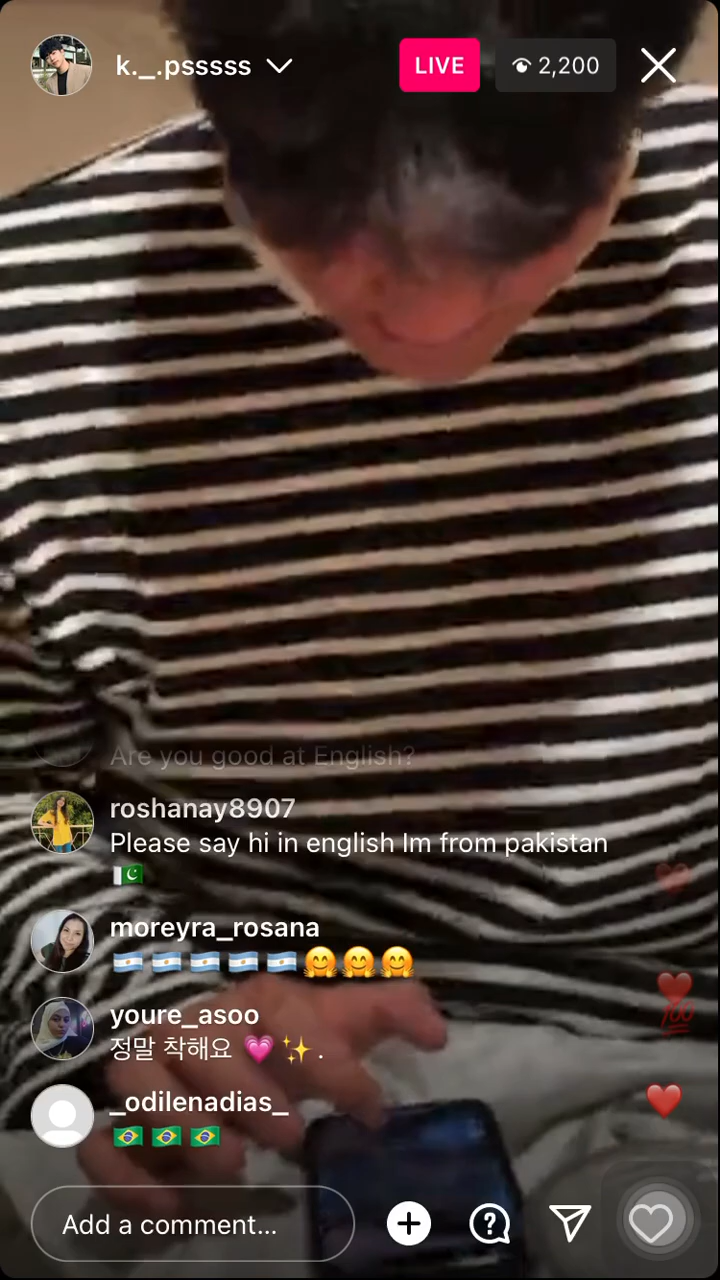 k._.psssss
LIVE
2,200
Are you good at English?
roshanay8907
Please say hi in english Im from pakistan
🇵🇰
moreyra_rosana
🇦🇷🇦🇷🇦🇷🇦🇷🇦🇷🤗🤗🤗
youre_asoo
정말 착해요 💗✨.
_odilenadias_
🇧🇷🇧🇷🇧🇷
Add a comment...